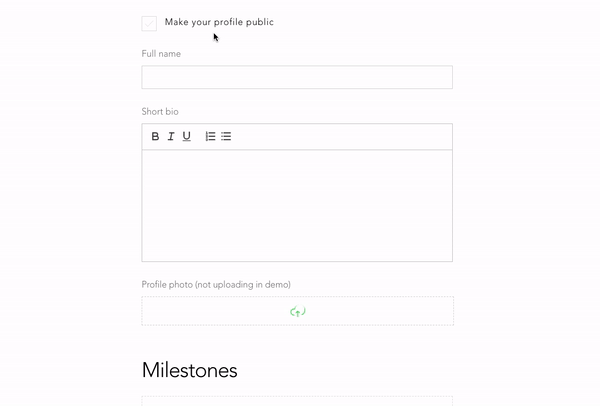 Make your profile public
Full name
Short bio
B I U
Profile photo (not uploading in demo)
Milestones